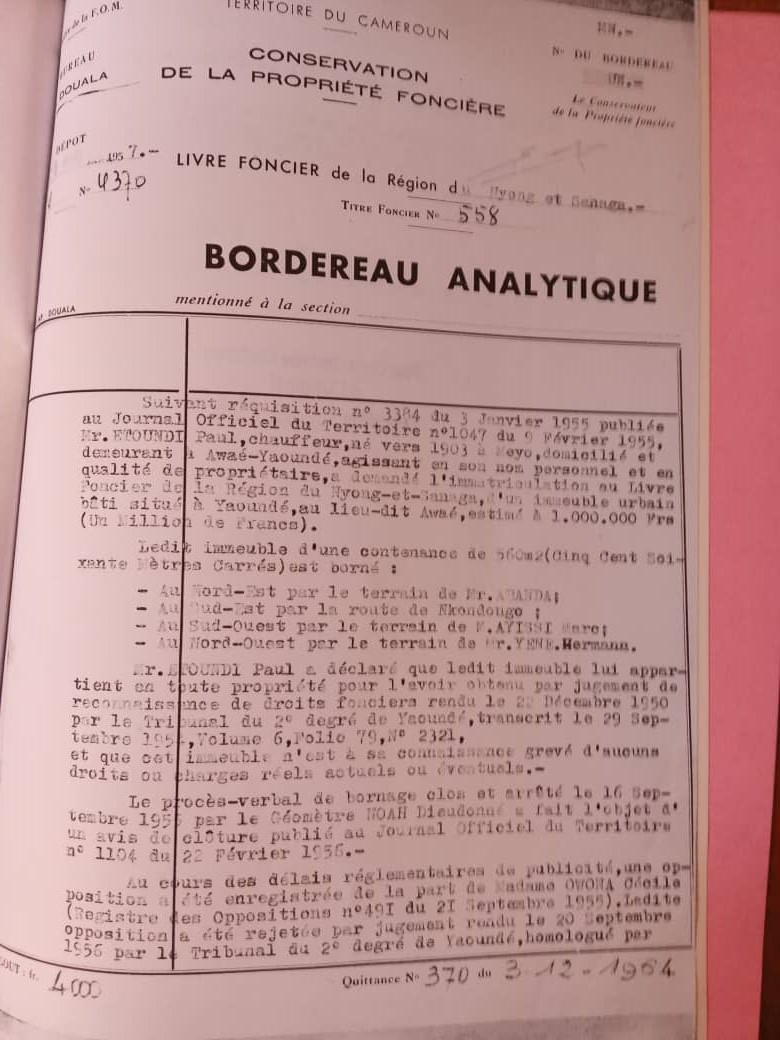 de la F.O.M.
TERRITOIRE DU CAMEROUN
BUREAU
DOUALA
CONSERVATION
DE LA PROPRIÉTÉ FONCIÈRE
N° DU BORDEREAU
UN.=
Le Conservateur
de la Propriété foncière
DÉPOT
1957.-
N° 4370
LIVRE FONCIER de la Région du Nyong et Sanaga.=
TITRE FONCIER N° 558
BORDEREAU ANALYTIQUE
DOUALA
mentionné à la section
Suivant réquisition n° 3384 du 3 Janvier 1955 publiée
au Journal Officiel du Territoire n°1047 du 9 Février 1955,
Mr. ETOUNDI Paul,chauffeur,né vers 1903 à domicilié et
demeurant à Awaé-Yaoundé,agissant en son nom personnel et en
qualité de propriétaire,a demandé l'immatriculation au Livre
Foncier de la Région du Nyong-et-Sanaga,d'un immeuble urbain
bâti situé à Yaoundé,au lieu-dit Awaé,estimé à 1.000.000 Frs
(Un Million de Francs).
Ledit immeuble d'une contenance de 560m2(Cinq Cent Soi-
xante Mètres Carrés)est borné :
- Au Nord-Est par le terrain de Mr.
- Au Sud-Est par la route de Nkondongo ;
- Au Sud-Ouest par le terrain de M.AYISSI Marc;
- Au Nord-Ouest par le terrain de Mr.YENE Hermann.
Mr.ETOUNDI Paul a déclaré que ledit immeuble lui appar-
tient en toute propriété pour l'avoir obtenu par jugement de
reconnaissance de droits fonciers rendu le 22 Décembre 1950
par le Tribunal du 2° degré de Yaoundé,transcrit le 29 Sep-
tembre Volume 6,Folio 79,N° 2321,
et que cet immeuble n'est à sa connaissance grevé d'aucuns
droits ou charges réels actuels ou éventuels.-
Le procès-verbal de bornage clos et arrêté le 16 Sep-
tembre par le Géomètre NOAH Dieudonné a fait l'objet d'
un avis de clôture publié au Journal Officiel du Territoire
n° 1104 du 22 Février 1956.-
Au cours des délais réglementaires de publicité,une op-
position a été enregistrée de la part de Madame OWONA Cécile
(Registre des Oppositions n°49I du 2I Septembre 1955).Ledite
opposition a été rejetée par jugement rendu le 20 Septembre
1956 par le Tribunal du 2° degré de Yaoundé,homologué par
COUT : fr. 4000
Quittance N° 370 du 3-12-1964